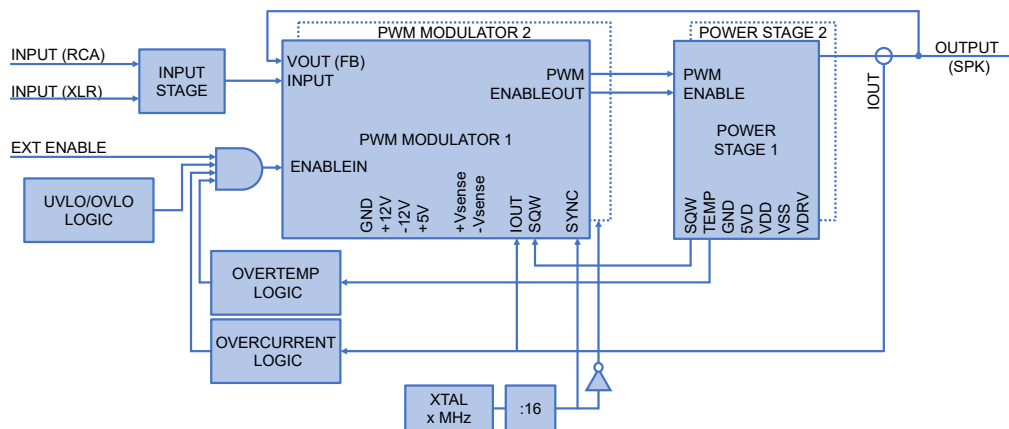 PWM MODULATOR 2
POWER STAGE 2
INPUT (RCA)
INPUT (XLR)
INPUT
STAGE
VOUT (FB)
INPUT
PWM
ENABLEOUT
PWM MODULATOR 1
ENABLEIN
GND
+12V
-12V
+5V
+Vsense
-Vsense
IOUT
SQW
SYNC
PWM
ENABLE
POWER
STAGE 1
SQW
TEMP
GND
5VD
VDD
VSS
VDRV
IOUT
OUTPUT
(SPK)
EXT ENABLE
UVLO/OVLO
LOGIC
OVERTEMP
LOGIC
OVERCURRENT
LOGIC
XTAL
x MHz
:16